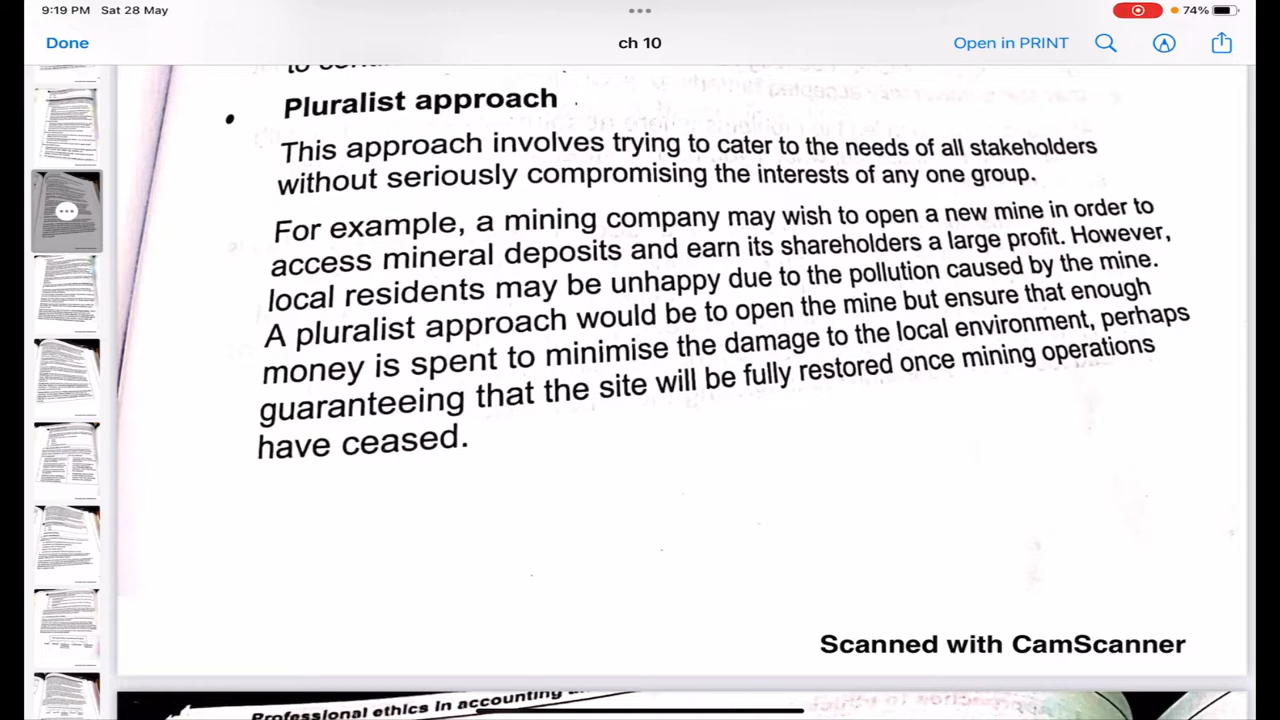 9:19 PM Sat 28 May
74%
Done
ch 10
Open in PRINT
Pluralist approach
This approach involves trying to cater to the needs of all stakeholders
without seriously compromising the interests of any one group.
For example, a mining company may wish to open a new mine in order to
access mineral deposits and earn its shareholders a large profit. However,
local residents may be unhappy due to the pollution caused by the mine.
A pluralist approach would be to open the mine but ensure that enough
money is spent to minimise the damage to the local environment, perhaps
guaranteeing that the site will be fully restored once mining operations
have ceased.
Scanned with CamScanner
Professional ethics in accounting